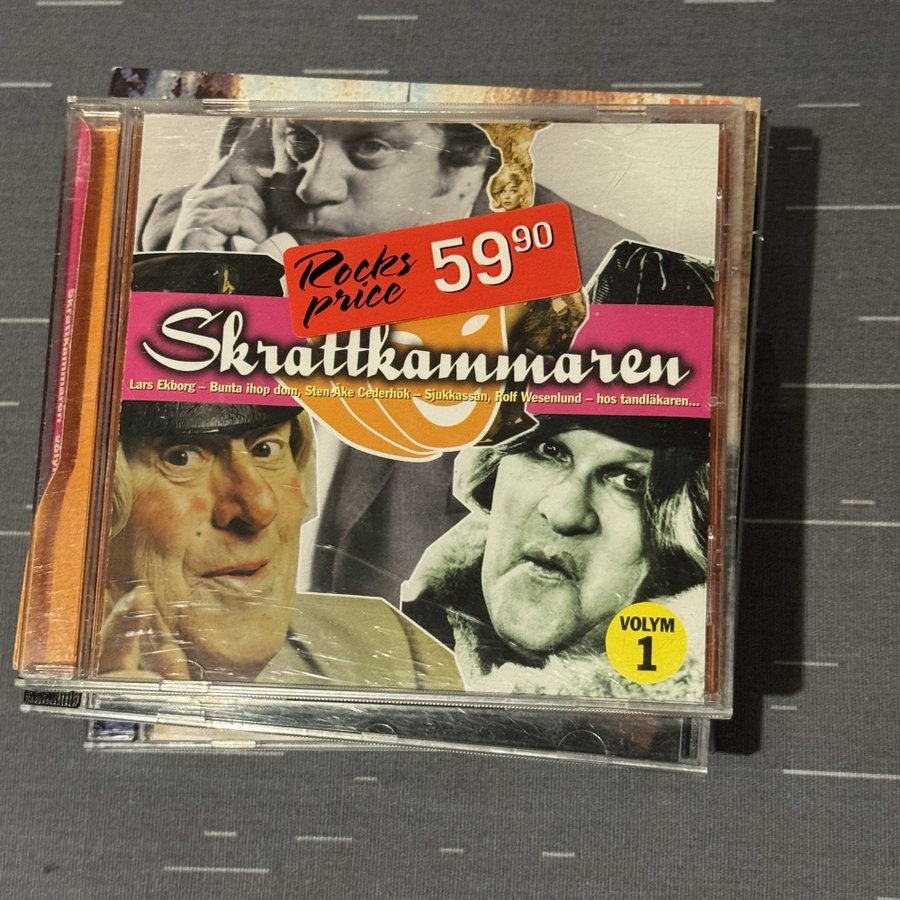 Rocks
price
59 90
Skrattkammaren
Lars Ekborg – Bunta ihop dom, Sten-Åke Cederhök – Sjukkassan, Rolf Wesenlund – hos tandläkaren...
VOLYM
1
Skrattkammaren